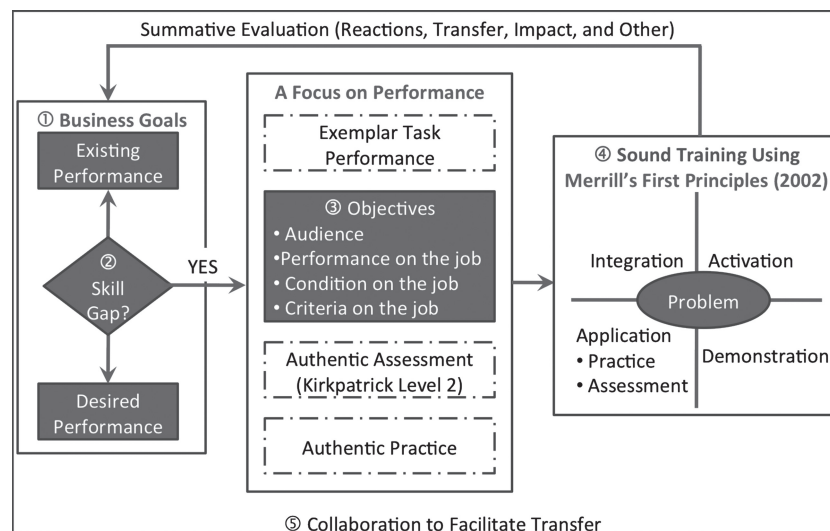 Summative Evaluation (Reactions, Transfer, Impact, and Other)
① Business Goals
Existing
Performance
②
Skill
Gap?
YES
Desired
Performance
A Focus on Performance
Exemplar Task
Performance
③ Objectives
• Audience
•Performance on the job
• Condition on the job
• Criteria on the job
Authentic Assessment
(Kirkpatrick Level 2)
Authentic Practice
④ Sound Training Using
Merrill’s First Principles (2002)
Integration
Activation
Problem
Application
• Practice
• Assessment
Demonstration
⑤ Collaboration to Facilitate Transfer